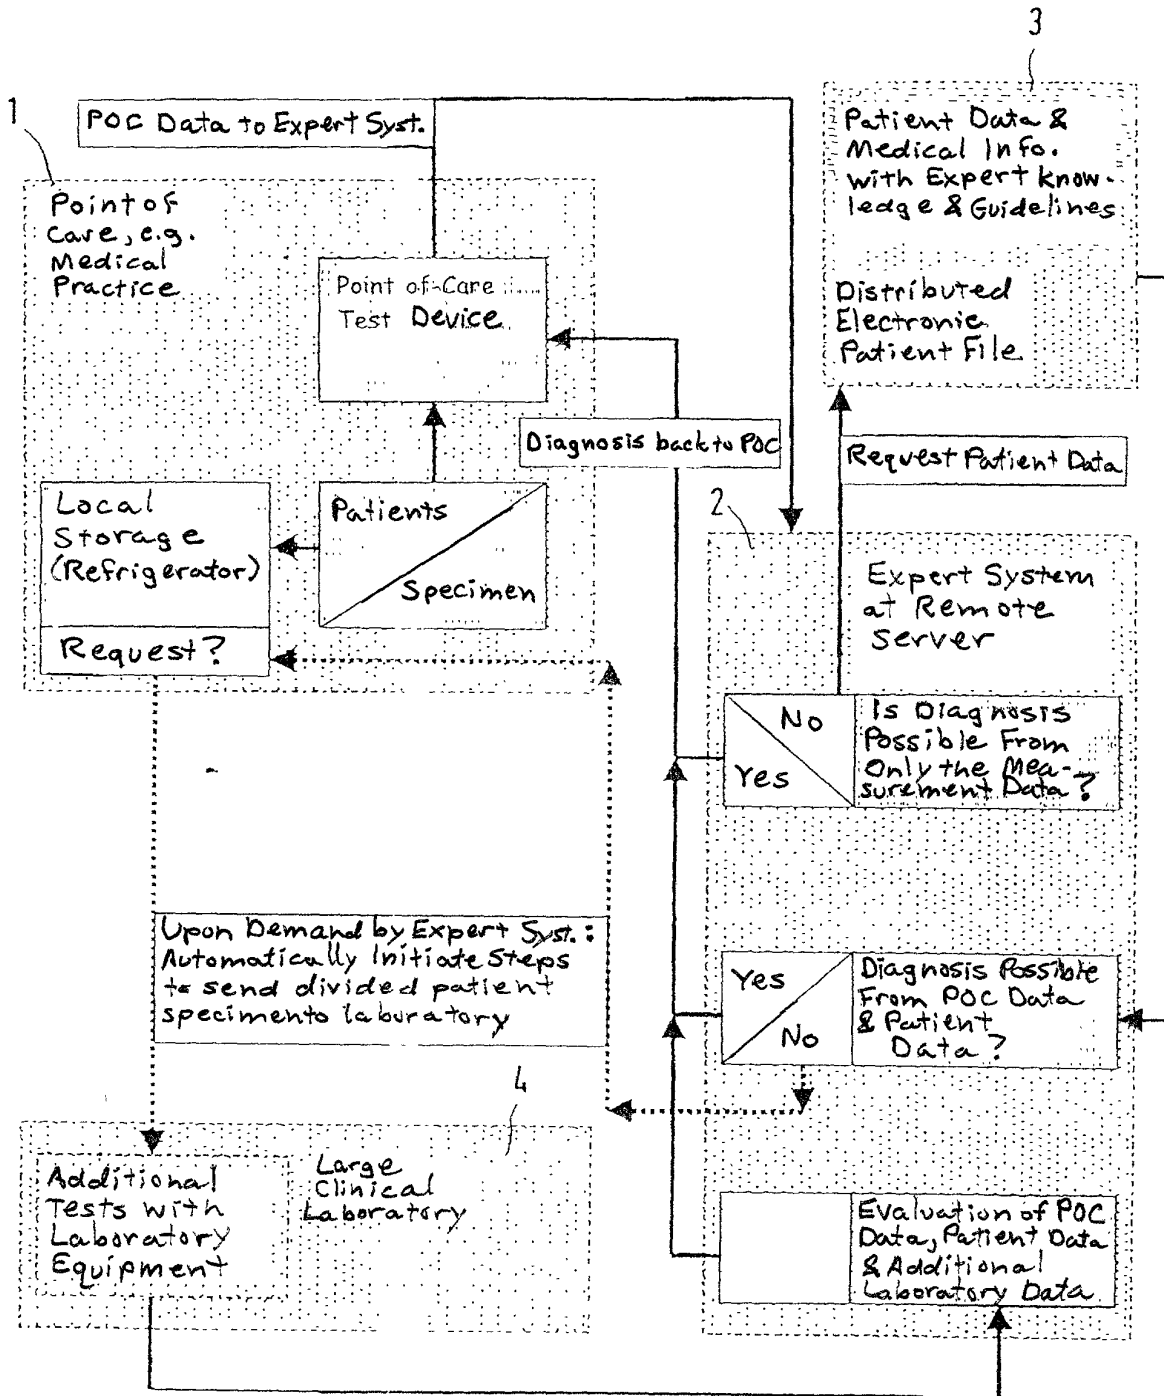 3
1
POC Data to Expert Syst.
Patient Data &
Medical Info.
with Expert know-
ledge & Guidelines
Distributed
Electronic
Patient File
Point of
Care, e.g.
Medical
Practice
Point of-Care
Test Device
Diagnosis back to POC
Request Patient Data
Local
Storage
(Refrigerator)
Request?
Patients
Specimen
2
Expert System
at Remote
Server
No
Yes
Is Diagnosis
Possible From
Only the Mea-
surement Data?
Upon Demand by Expert Syst.:
Automatically Initiate Steps
to send divided patient
specimento laburatory
Yes
No
Diagnosis Possible
From POC Data
& Patient
Data?
4
Additional
Tests with
Laboratory
Equipment
Large
Clinical
Laboratory
Evaluation of POC
Data, Patient Data
& Additional
Laboratory Data